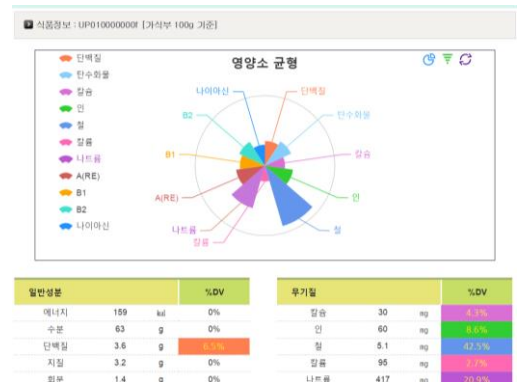 식품정보 : UP010000000f [가식부 100g 기준]
영양소 균형
단백질
탄수화물
칼슘
인
철
칼륨
나트륨
A(RE)
B1
B2
나이아신
나이아신
단백질
B2
탄수화물
B1
칼슘
A(RE)
인
나트륨
철
칼륨
일반성분 %DV
에너지 159 kcal 0%
수분 63 g 0%
단백질 3.6 g 6.5%
지질 3.2 g 0%
회분 1.4 g 0%
무기질 %DV
칼슘 30 mg 4.3%
인 60 mg 8.6%
철 5.1 mg 42.5%
칼륨 95 mg 2.7%
나트륨 417 mg 20.9%